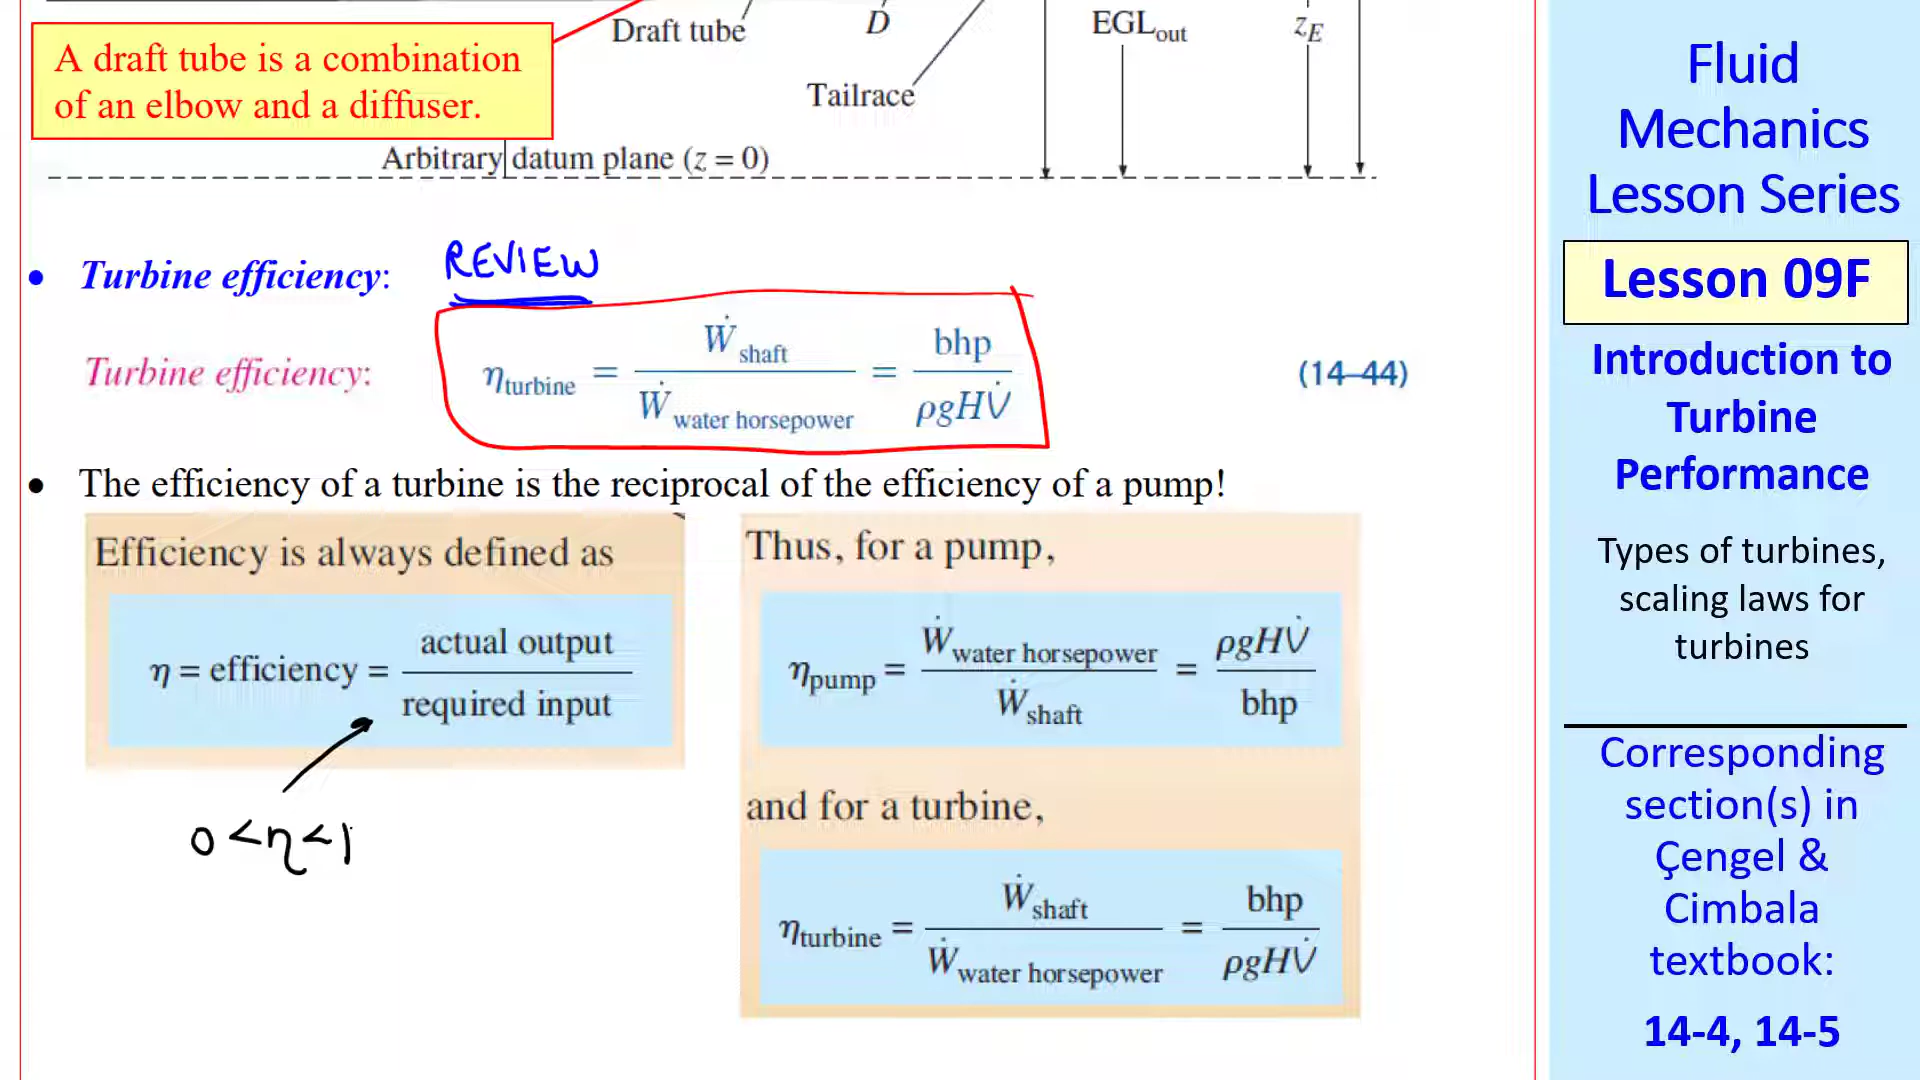 A draft tube is a combination
of an elbow and a diffuser.
Draft tube
D
Tailrace
EGLout
zE
Arbitrary datum plane (z = 0)
• Turbine efficiency:
REVIEW
Turbine efficiency: ηturbine = Ẇshaft / Ẇwater horsepower = bhp / ρgHV̇ (14–44)
• The efficiency of a turbine is the reciprocal of the efficiency of a pump!
Efficiency is always defined as
η = efficiency = actual output / required input
0 < η < 1
Thus, for a pump,
ηpump = Ẇwater horsepower / Ẇshaft = ρgHV̇ / bhp
and for a turbine,
ηturbine = Ẇshaft / Ẇwater horsepower = bhp / ρgHV̇
Fluid
Mechanics
Lesson Series
Lesson 09F
Introduction to
Turbine
Performance
Types of turbines,
scaling laws for
turbines
Corresponding
section(s) in
Çengel &
Cimbala
textbook:
14-4, 14-5